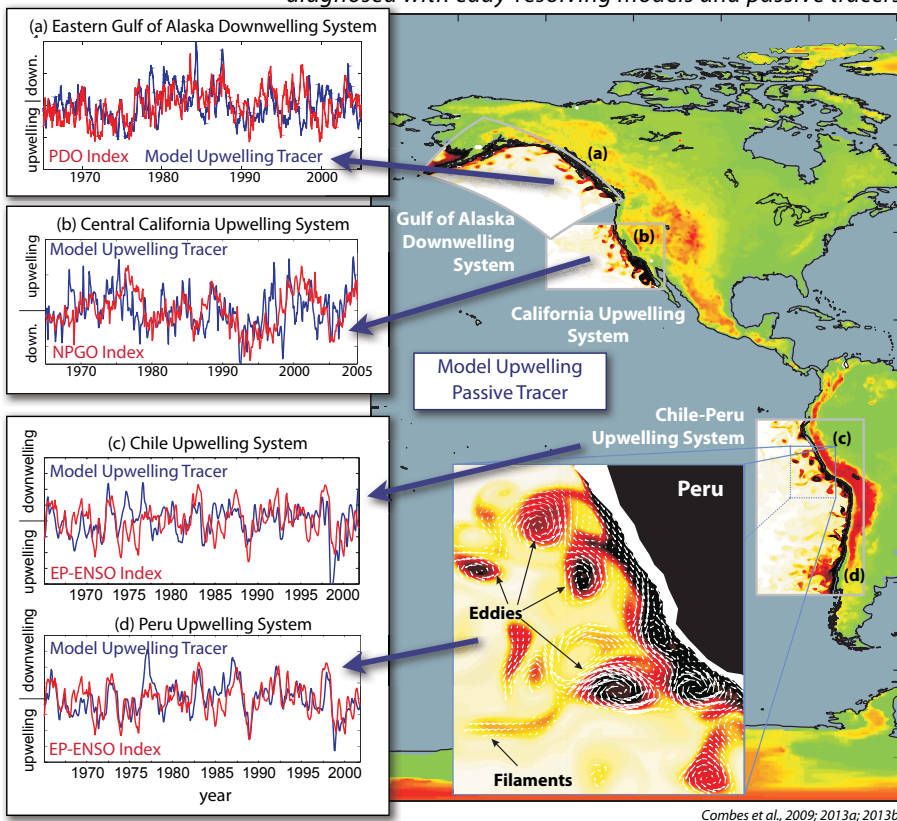 diagnosed with eddy-resolving models and passive tracers
(a) Eastern Gulf of Alaska Downwelling System
upwelling | down.
PDO Index
Model Upwelling Tracer
1970
1980
1990
2000
(b) Central California Upwelling System
down. | upwelling
Model Upwelling Tracer
NPGO Index
1970
1975
1980
1985
1990
1995
2000
2005
(c) Chile Upwelling System
upwelling | downwelling
Model Upwelling Tracer
EP-ENSO Index
1970
1975
1980
1985
1990
1995
2000
(d) Peru Upwelling System
upwelling | downwelling
Model Upwelling Tracer
EP-ENSO Index
1970
1975
1980
1985
1990
1995
2002
year
(a)
Gulf of Alaska
Downwelling
System
(b)
California Upwelling
System
Model Upwelling
Passive Tracer
Chile-Peru
Upwelling System
(c)
(d)
Peru
Eddies
Filaments
Combes et al., 2009; 2013a; 2013b